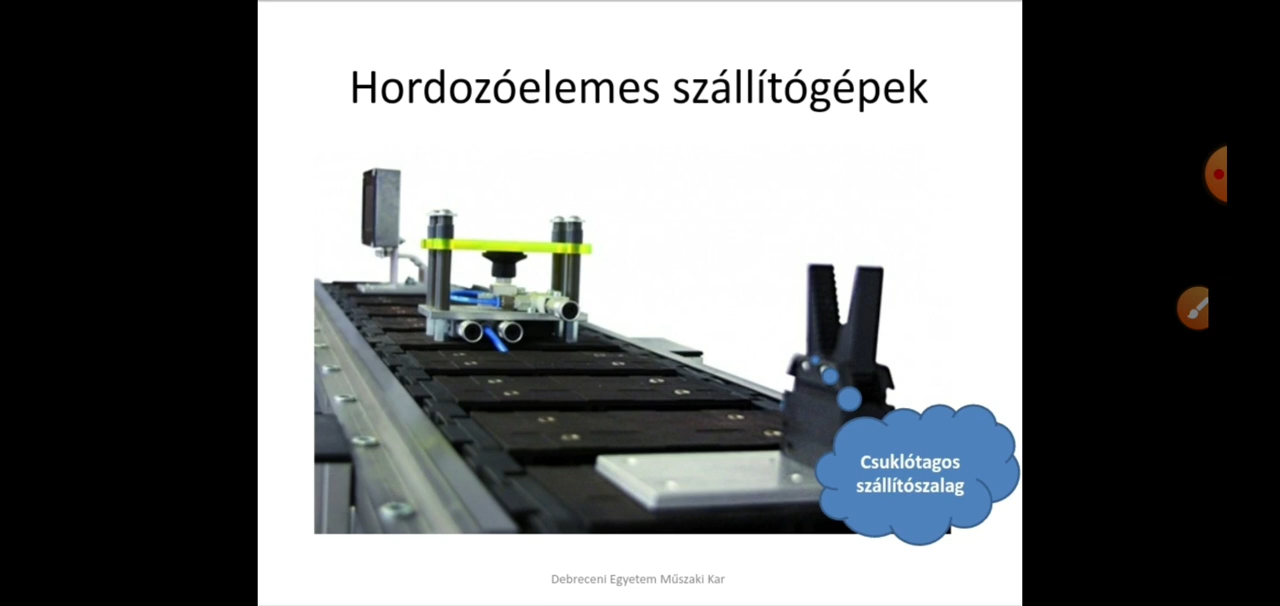 Hordozóelemes szállítógépek
Csuklótagos
szállítószalag
Debreceni Egyetem Műszaki Kar